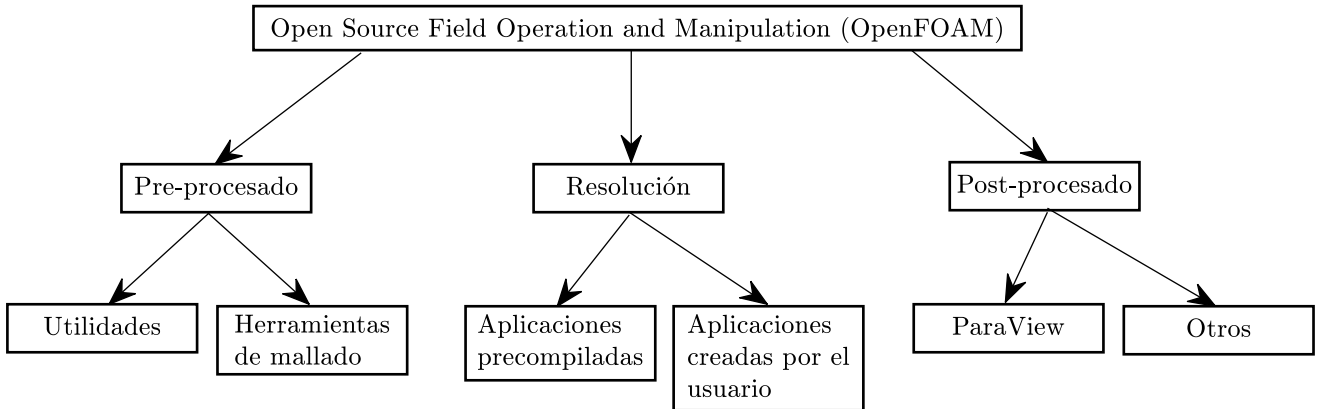 Open Source Field Operation and Manipulation (OpenFOAM)
Pre-procesado
Resolución
Post-procesado
Utilidades
Herramientas
de mallado
Aplicaciones
precompiladas
Aplicaciones
creadas por el
usuario
ParaView
Otros